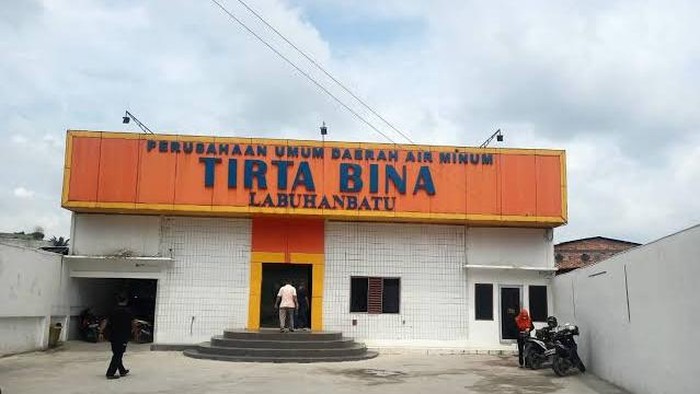 PERUSAHAAN UMUM DAERAH AIR MINUM
TIRTA BINA
LABUHANBATU